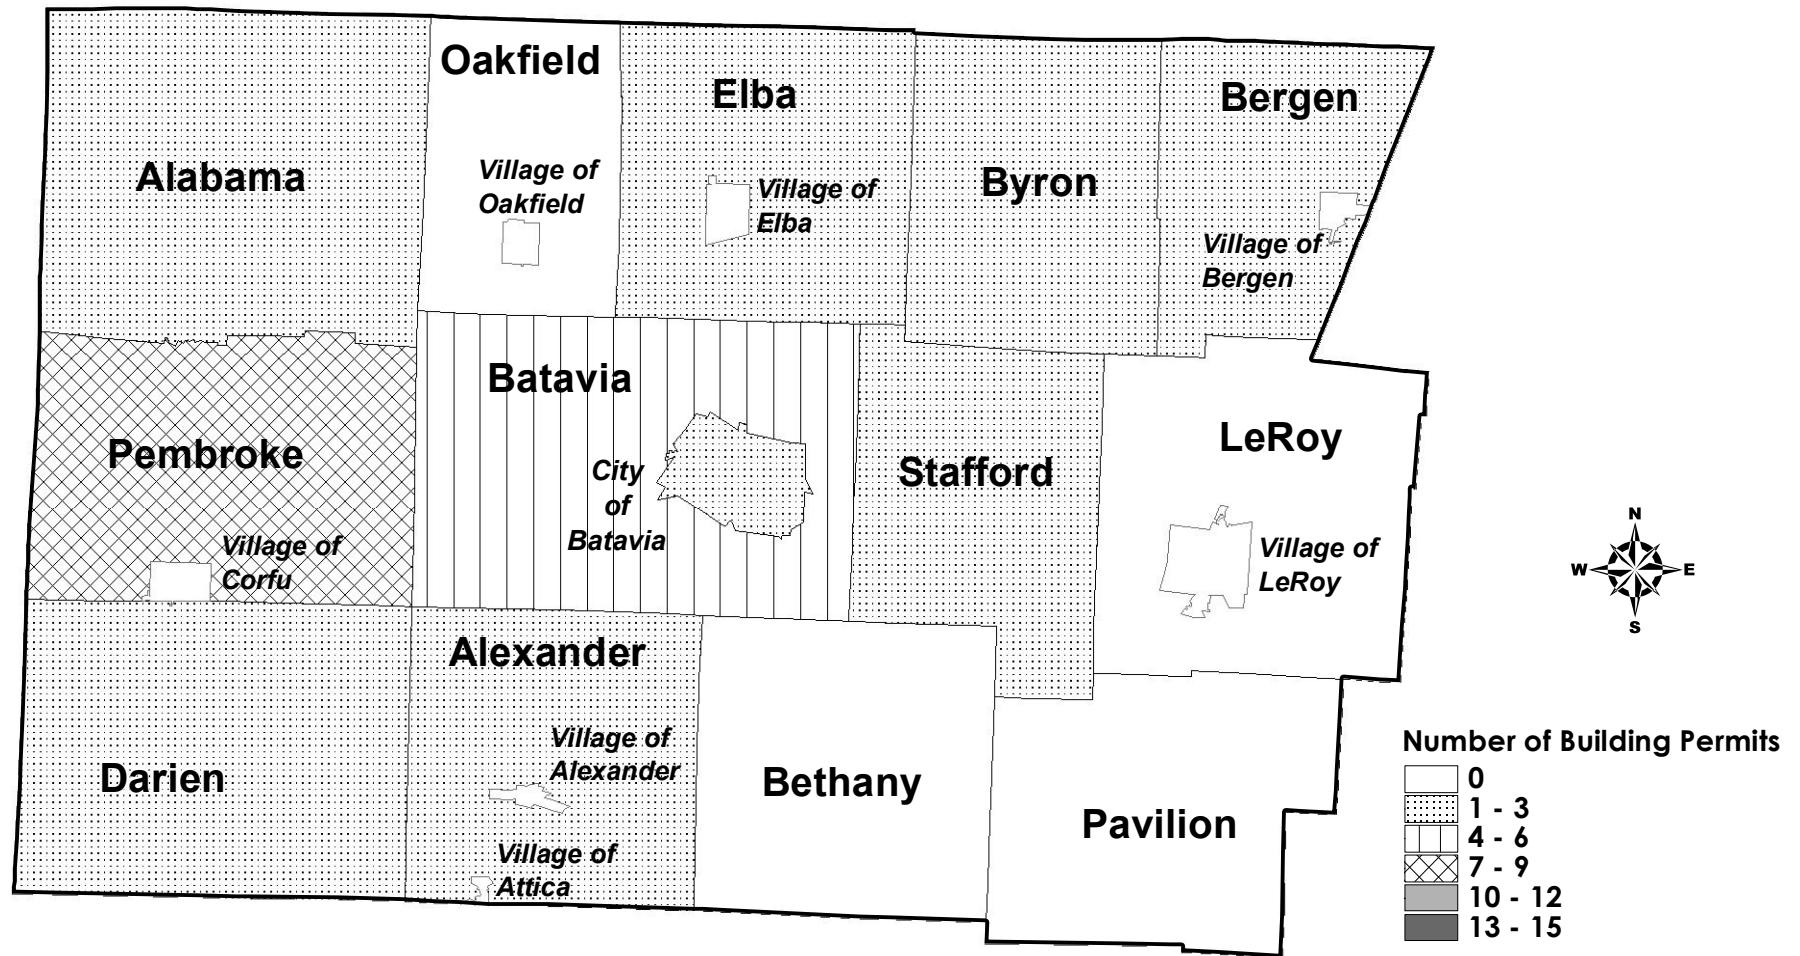 Oakfield
Elba
Bergen
Alabama
Byron
Village of
Oakfield
Village of
Elba
Village of
Bergen
Batavia
LeRoy
Pembroke
Stafford
City
of
Batavia
Village of
Corfu
Village of
LeRoy
N
W
E
S
Alexander
Village of
Alexander
Darien
Bethany
Pavilion
Village of
Attica
Number of Building Permits
0
1 - 3
4 - 6
7 - 9
10 - 12
13 - 15